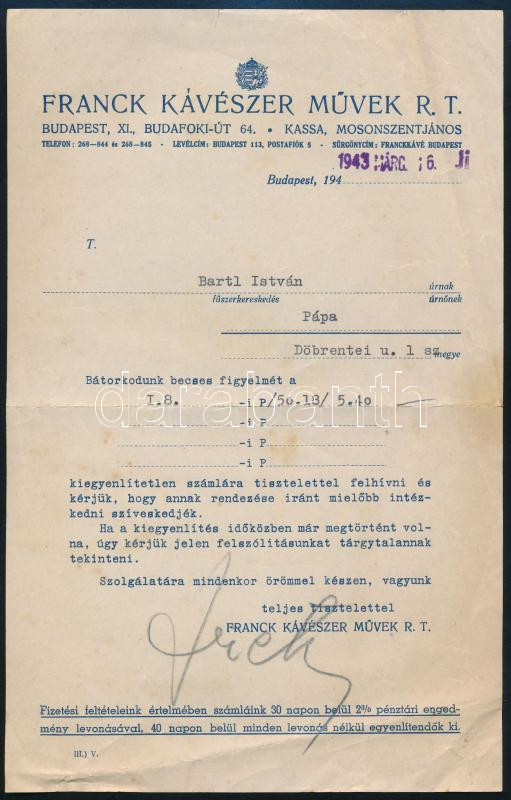 FRANCK KÁVÉSZER MŰVEK R. T.
BUDAPEST, XI., BUDAFOKI-ÚT 64. • KASSA, MOSONSZENTJÁNOS
TELEFON: 268—844 és 268—845 - LEVÉLCÍM: BUDAPEST 113, POSTAFIÓK 5 - SÜRGÖNYCÍM: FRANCKKÁVÉ BUDAPEST
1943 MÁRC. 6.
Budapest, 194
T.
Bartl István úrnak
fűszerkereskedés úrnőnek
Pápa
Döbrentei u. 1 sz megye
Bátorkodunk becses figyelmét a
I.8. -i P /56.18/ 5.40 —
-i P
-i P
kiegyenlítetlen számlára tisztelettel felhívni és
kérjük, hogy annak rendezése iránt mielőbb intéz-
kedni szíveskedjék.
Ha a kiegyenlítés időközben már megtörtént vol-
na, úgy kérjük jelen felszólításunkat tárgytalannak
tekinteni.
Szolgálatára mindenkor örömmel készen, vagyunk
teljes tisztelettel
FRANCK KÁVÉSZER MŰVEK R. T.
Fizetési feltételeink értelmében számláink 30 napon belül 2% pénztári enged-
mény levonásával, 40 napon belül minden levonás nélkül egyenlítendők ki.
III.) V.
darabanth